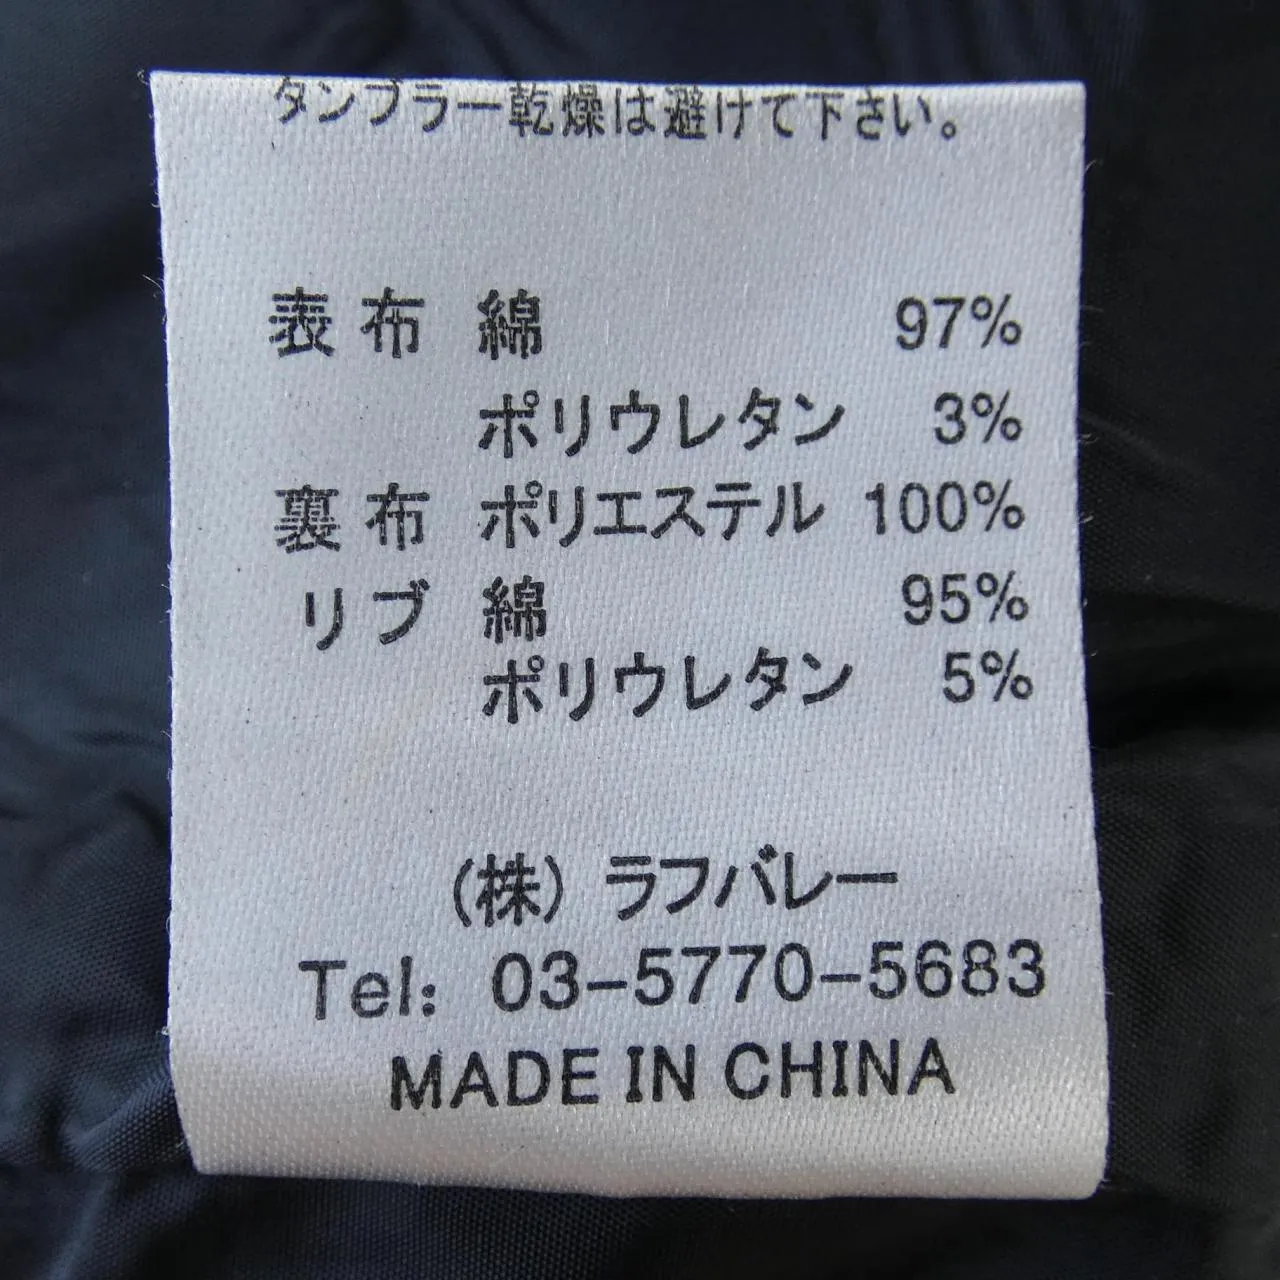 タンブラー乾燥は避けて下さい。
表布 綿 97%
ポリウレタン 3%
裏布 ポリエステル 100%
リブ 綿 95%
ポリウレタン 5%
(株) ラフバレー
Tel: 03-5770-5683
MADE IN CHINA